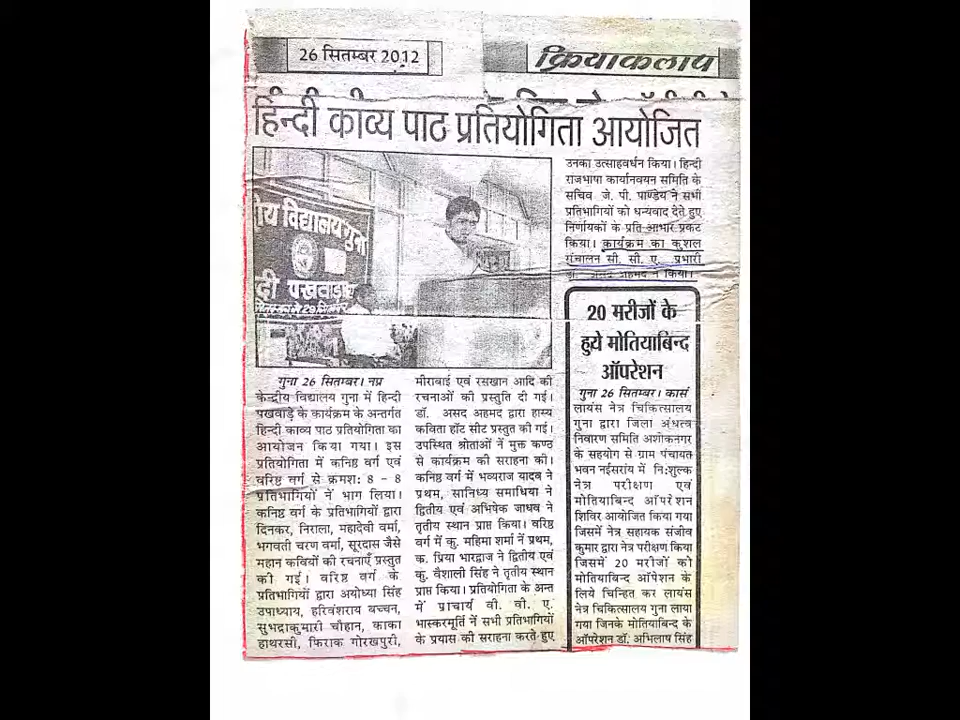 26 सितम्बर 2012
क्रियाकलाप
हिन्दी काव्य पाठ प्रतियोगिता आयोजित
ीय विद्यालय गुना
दी पखवाड़ा
गुना 26 सितम्बर। नप्र
केन्द्रीय विद्यालय गुना में हिन्दी
पखवाड़े के कार्यक्रम के अन्तर्गत
हिन्दी काव्य पाठ प्रतियोगिता का
आयोजन किया गया। इस
प्रतियोगिता में कनिष्ठ वर्ग एवं
वरिष्ठ वर्ग से क्रमश: 8 - 8
प्रतिभागियों नें भाग लिया।
कनिष्ठ वर्ग के प्रतिभागियों द्वारा
दिनकर, निराला, महादेवी वर्मा,
भगवती चरण वर्मा, सूरदास जैसे
महान कवियों की रचनाएँ प्रस्तुत
की गई। वरिष्ठ वर्ग के
प्रतिभागियों द्वारा अयोध्या सिंह
उपाध्याय, हरिवंशराय बच्चन,
सुभद्राकुमारी चौहान, काका
हाथरसी, फिराक गोरखपुरी,
मीराबाई एवं रसखान आदि की
रचनाओं की प्रस्तुति दी गई।
डॉ. असद अहमद द्वारा हास्य
कविता हॉट सीट प्रस्तुत की गई।
उपस्थित श्रोताओं नें मुक्त कण्ठ
से कार्यक्रम की सराहना की।
कनिष्ठ वर्ग में भव्यराज यादव ने
प्रथम, सानिध्य समाधिया ने
द्वितीय एवं अभिषेक जाधव ने
तृतीय स्थान प्राप्त किया। वरिष्ठ
वर्ग में कु. महिमा शर्मा नें प्रथम,
क. प्रिया भारद्वाज ने द्वितीय एवं
कु. वैशाली सिंह ने तृतीय स्थान
प्राप्त किया। प्रतियोगिता के अन्त
में प्राचार्य वी. वी. ए.
भास्करमूर्ति नें सभी प्रतिभागियों
के प्रयास की सराहना करते हुए
उनका उत्साहवर्धन किया। हिन्दी
राजभाषा कार्यानवयन समिति के
सचिव जे. पी. पाण्डेय ने सभी
प्रतिभागियों को धन्यवाद देते हुए
निर्णायकों के प्रति आभार प्रकट
किया। कार्यक्रम का कुशल
संचालन सी. सी. ए. प्रभारी
डा. असद अहमद ने किया।
20 मरीजों के
हुये मोतियाबिन्द
ऑपरेशन
गुना 26 सितम्बर। कासं
लायंस नेत्र चिकित्सालय
गुना द्वारा जिला अंधत्व
निवारण समिति अशोकनगर
के सहयोग से ग्राम पंचायत
भवन नईसरांय में नि:शुल्क
नेत्र परीक्षण एवं
मोतियाबिन्द ऑपरेशन
शिविर आयोजित किया गया
जिसमें नेत्र सहायक संजीव
कुमार द्वारा नेत्र परीक्षण किया
जिसमें 20 मरीजों को
मोतियाबिन्द ऑपेशन के
लिये चिन्हित कर लायंस
नेत्र चिकित्सालय गुना लाया
गया जिनके मोतियाबिन्द के
ऑपरेशन डॉ. अभिलाष सिंह